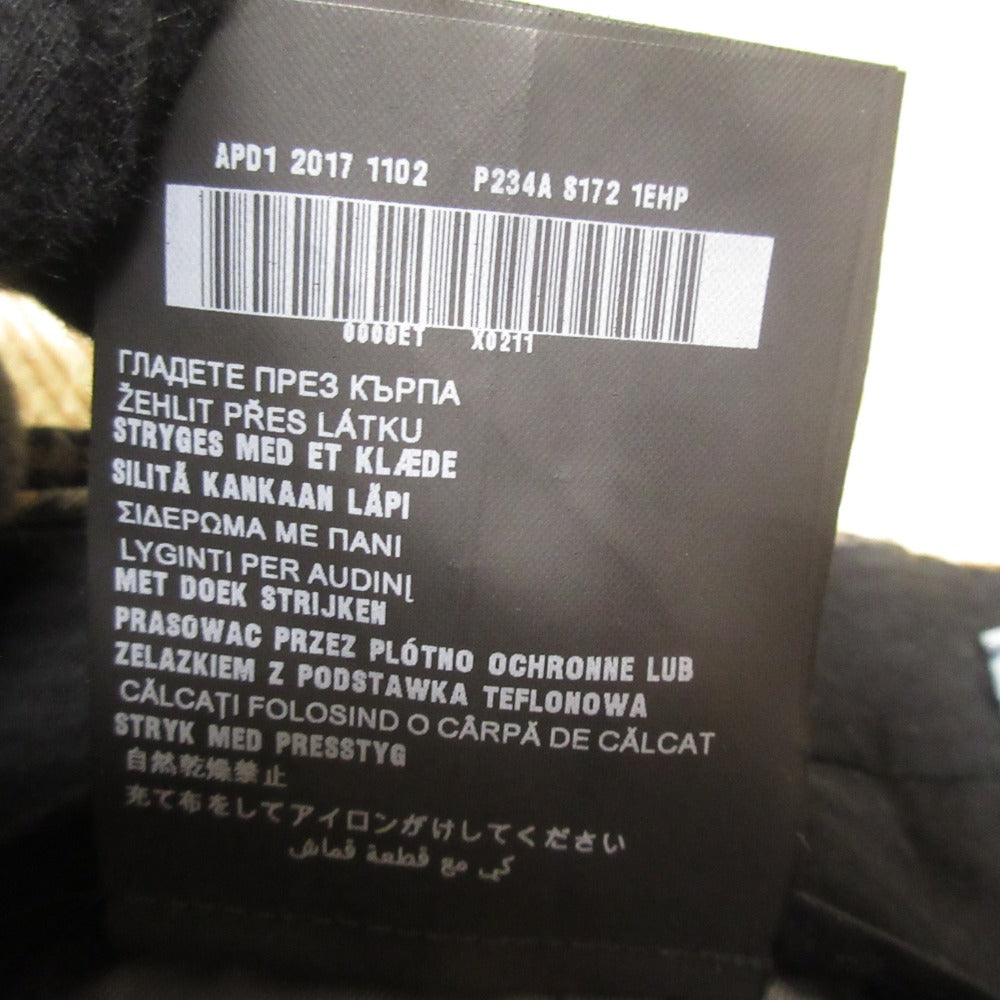 APD1 2017 1102 P234A S172 1EHP
X0211
ГЛАДЕТЕ ПРЕЗ КЪРПА
ŽEHLIT PŘES LÁTKU
STRYGES MED ET KLÆDE
SILITÄ KANKAAN LÄPI
ΣΙΔΕΡΩΜΑ ΜΕ ΠΑΝΙ
LYGINTI PER AUDINĮ
MET DOEK STRIJKEN
PRASOWAC PRZEZ PLÓTNO OCHRONNE LUB
ZELAZKIEM Z PODSTAWKA TEFLONOWA
CĂLCAȚI FOLOSIND O CÂRPĂ DE CĂLCAT
STRYK MED PRESSTYG
自然乾燥禁止
充て布をしてアイロンがけしてください
كي مع قطعة قماش